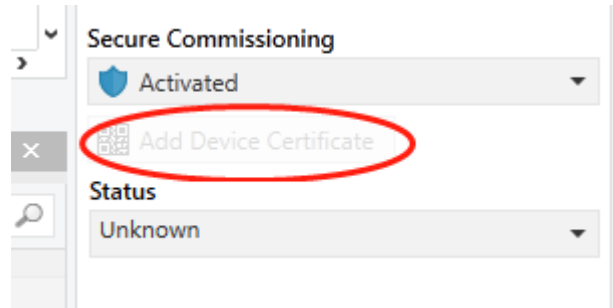 Secure Commissioning
Activated
Add Device Certificate
Status
Unknown